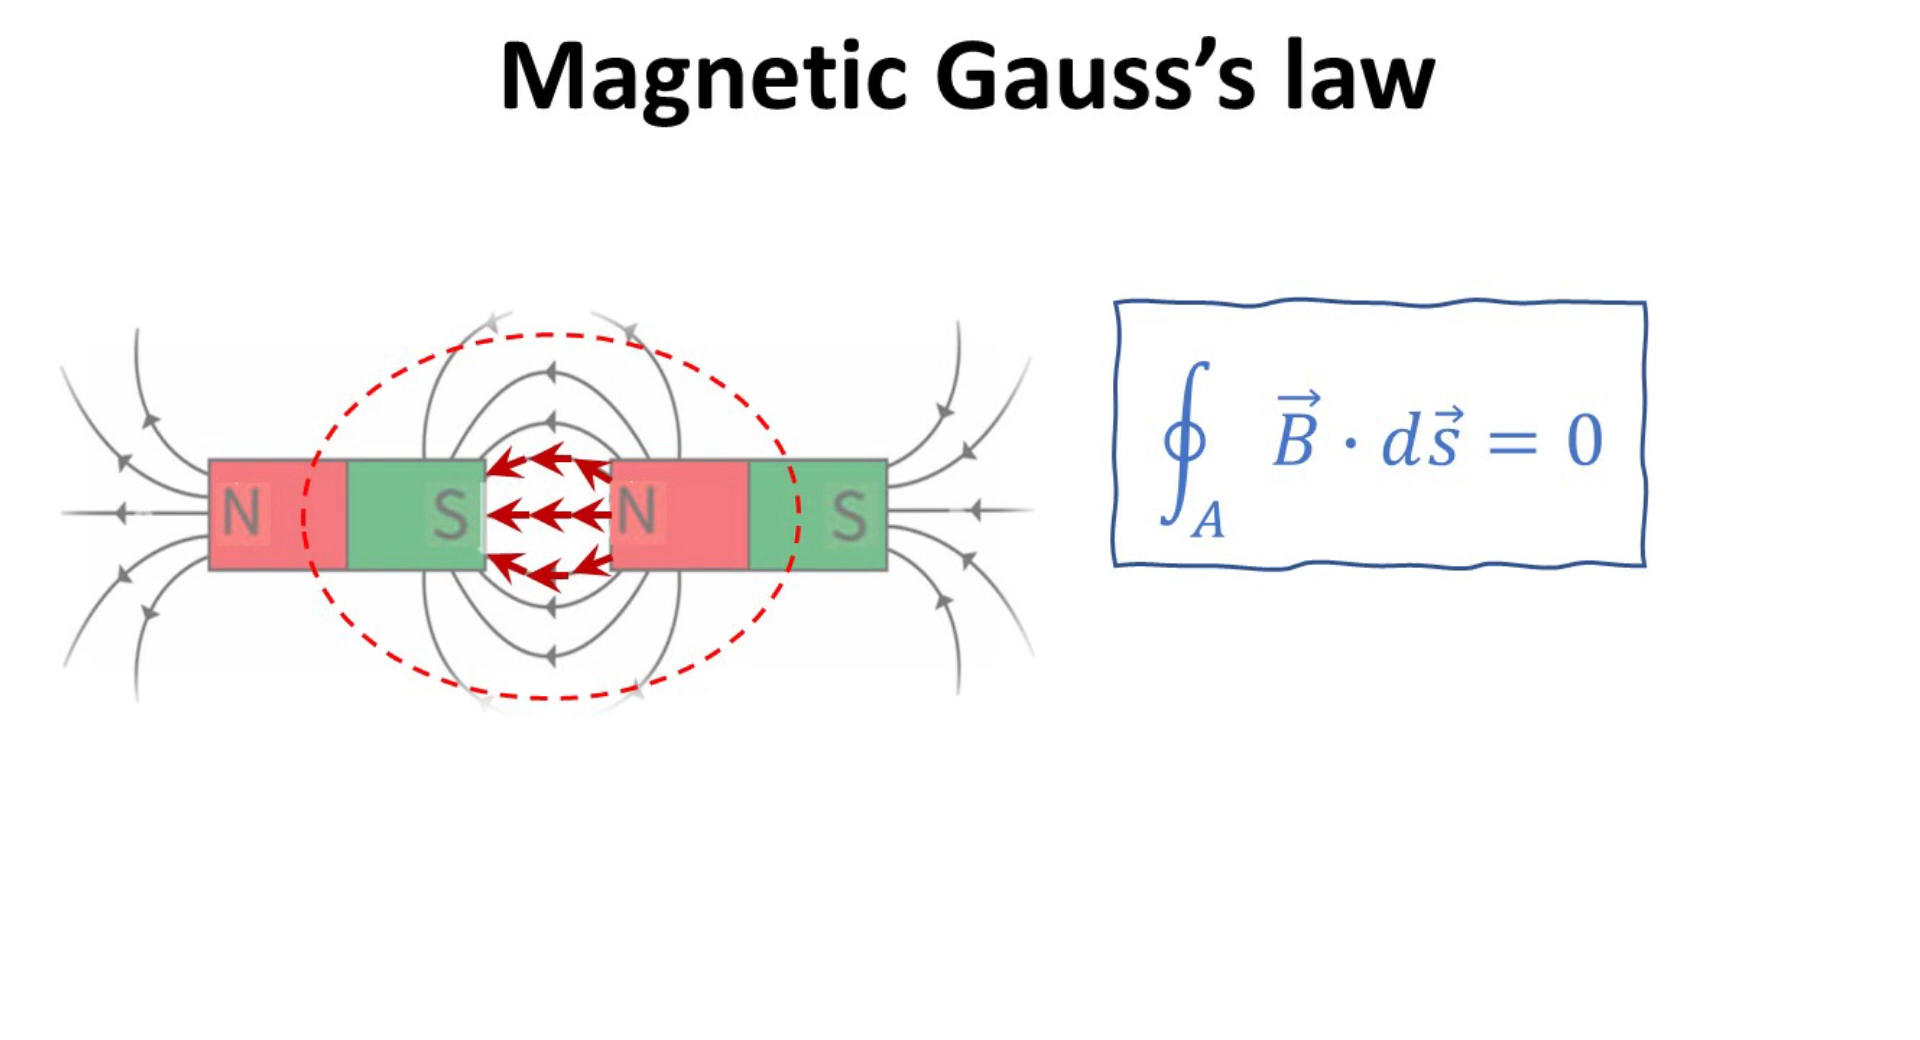 Magnetic Gauss’s law
N S N S
∮_A B⃗ · ds⃗ = 0